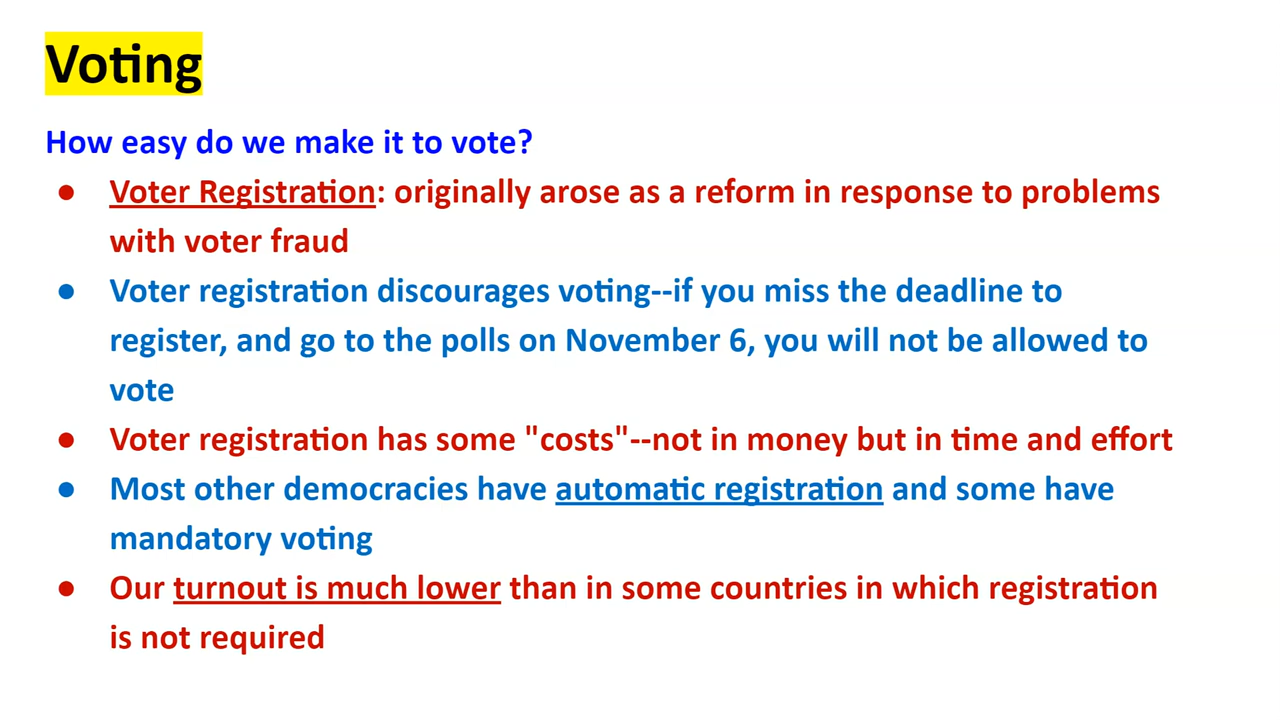 Voting
How easy do we make it to vote?
● Voter Registration: originally arose as a reform in response to problems
with voter fraud
● Voter registration discourages voting--if you miss the deadline to
register, and go to the polls on November 6, you will not be allowed to
vote
● Voter registration has some "costs"--not in money but in time and effort
● Most other democracies have automatic registration and some have
mandatory voting
● Our turnout is much lower than in some countries in which registration
is not required